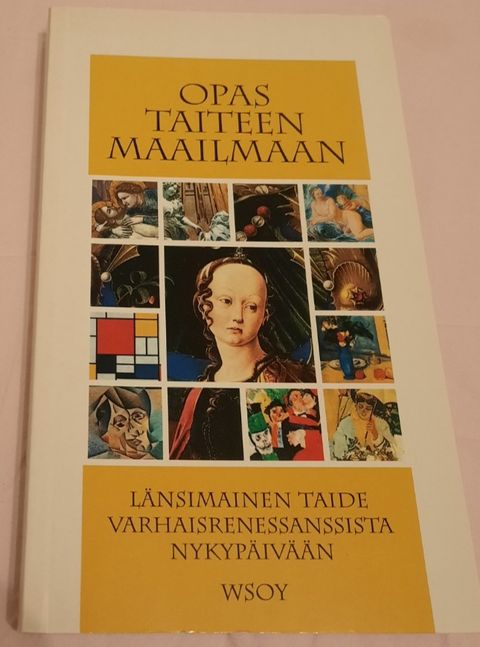 OPAS
TAITEEN
MAAILMAAN
LÄNSIMAINEN TAIDE
VARHAISRENESSANSSISTA
NYKYPÄIVÄÄN
WSOY